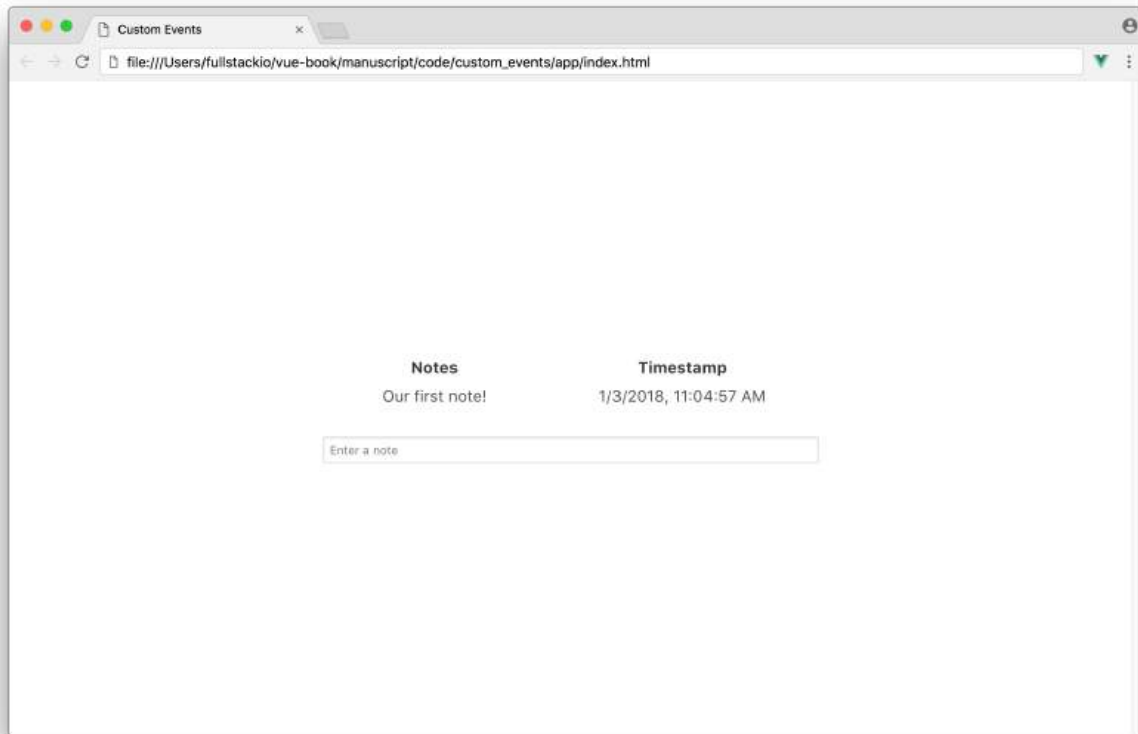 Custom Events
file:///Users/fullstackio/vue-book/manuscript/code/custom_events/app/index.html
Notes Timestamp
Our first note! 1/3/2018, 11:04:57 AM
Enter a note